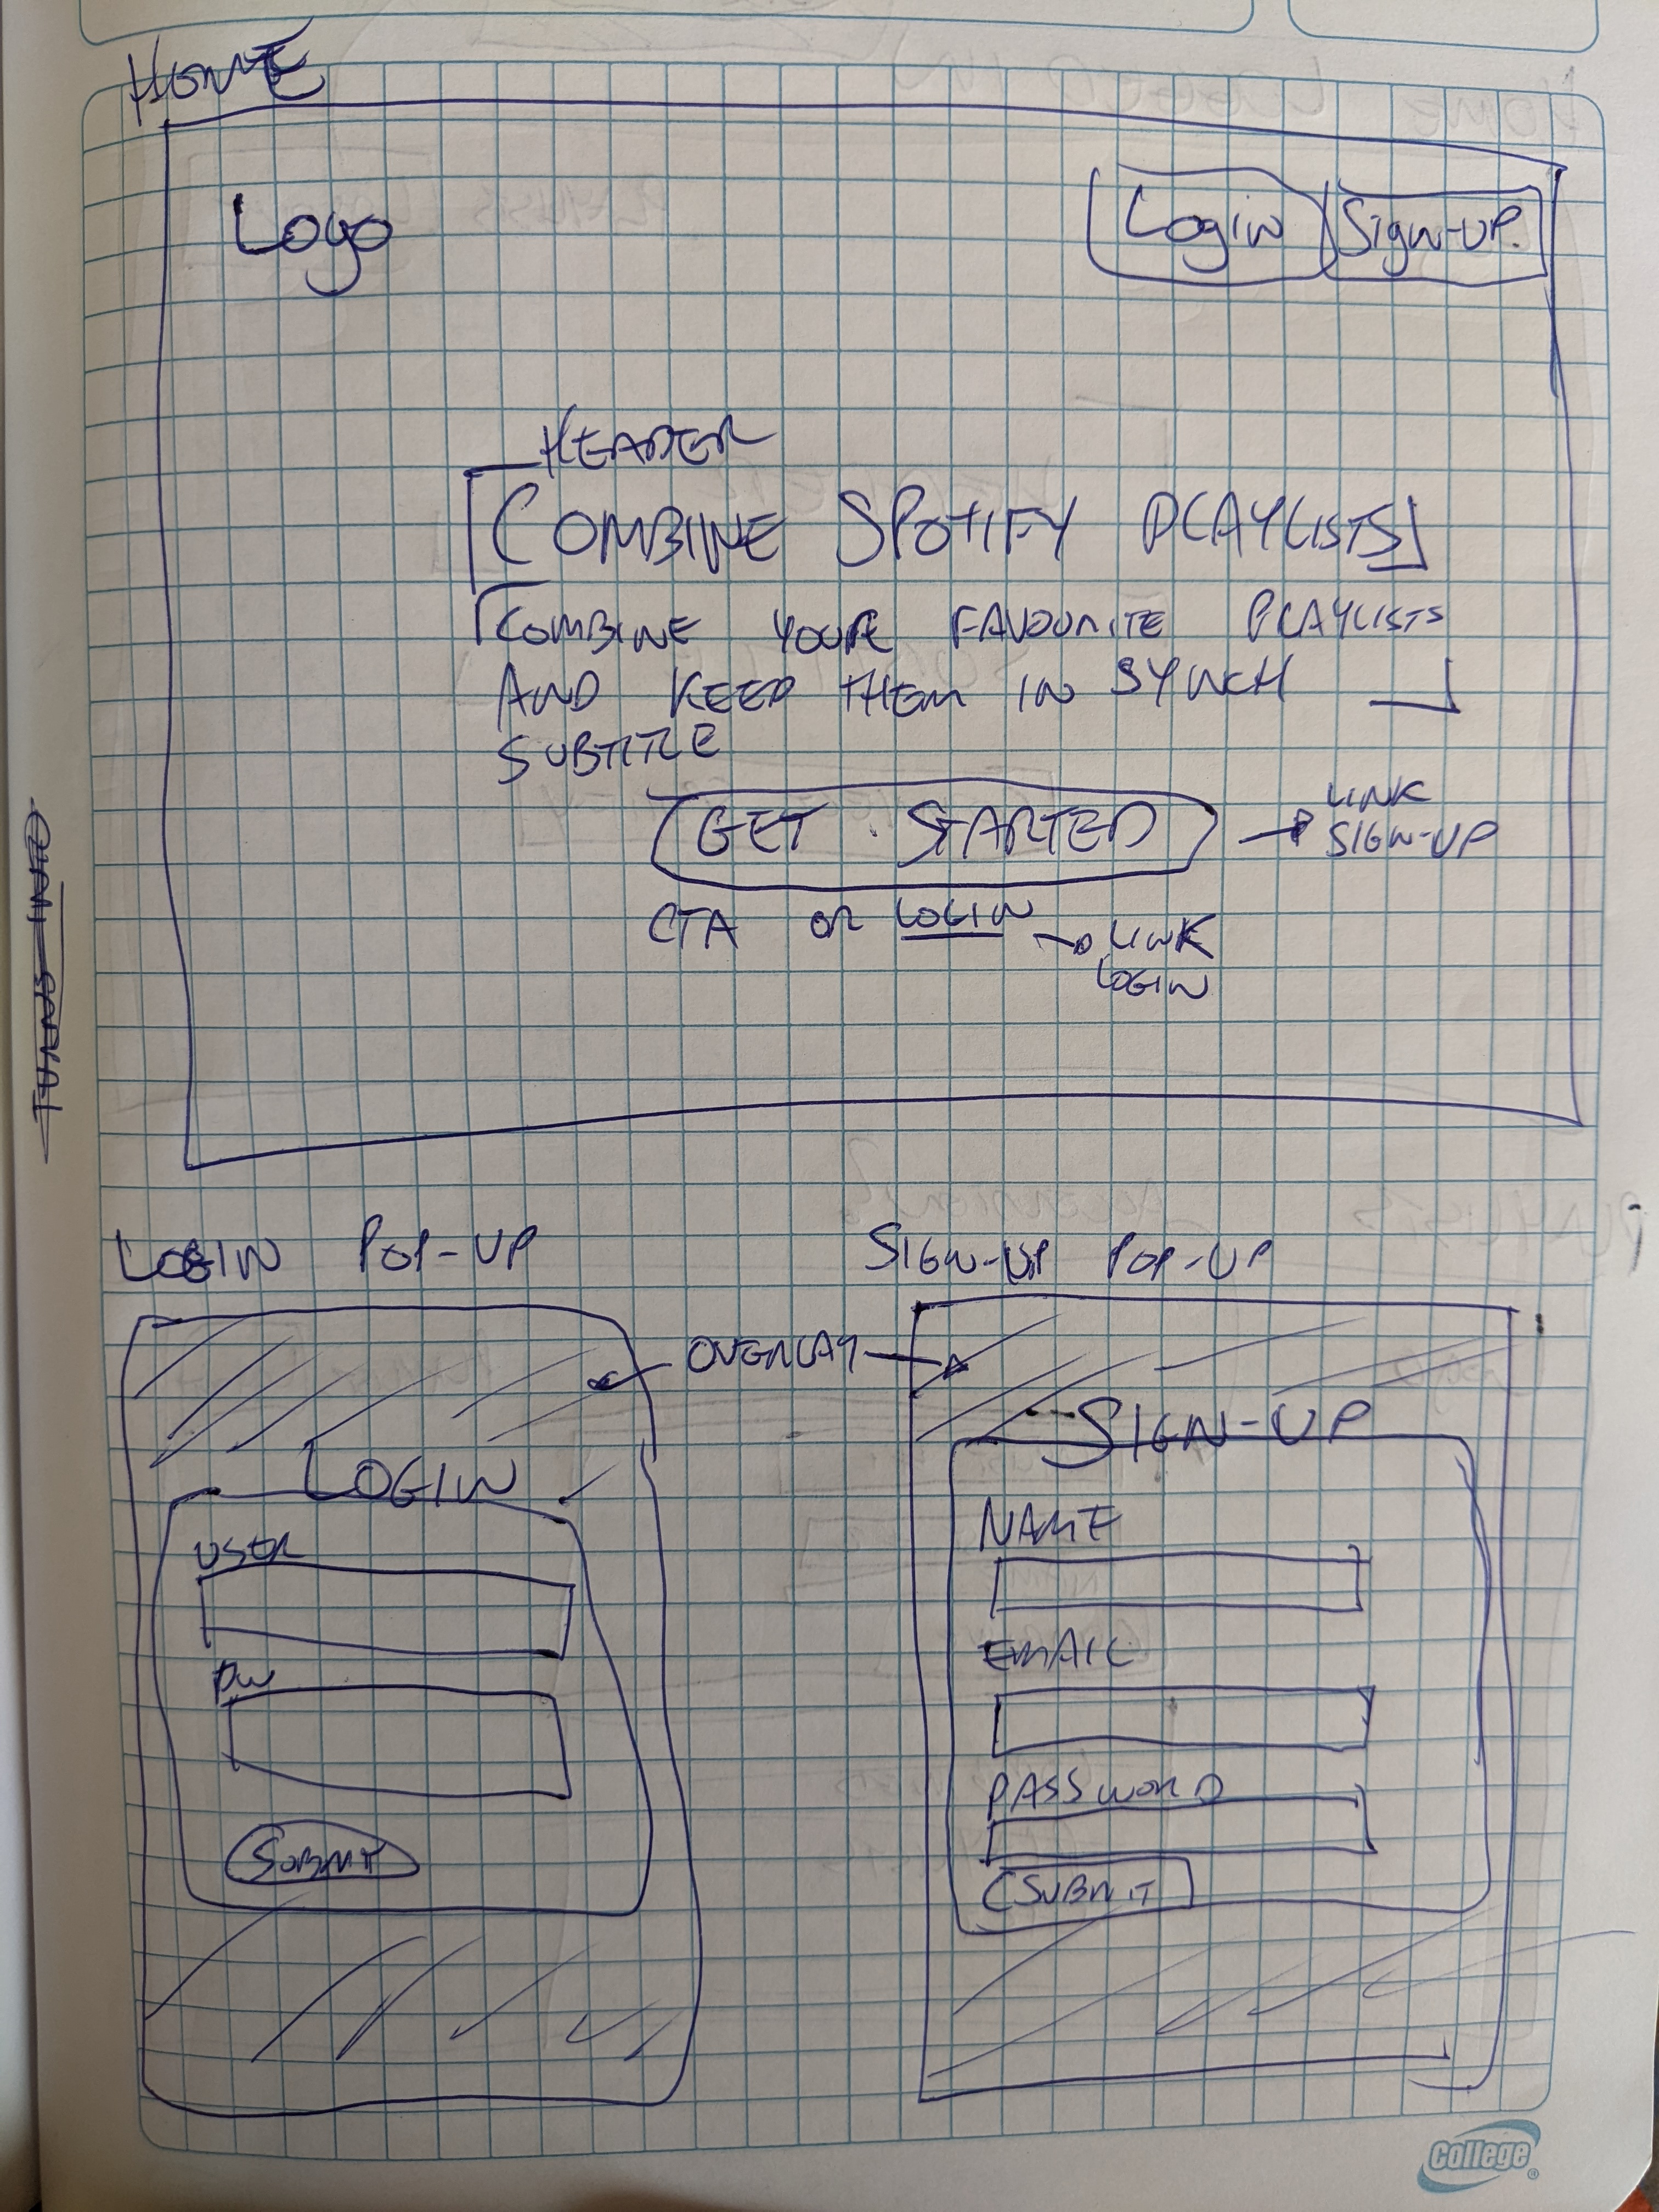 HOME
Logo
Login
Sign-up.
HEADER
COMBINE SPOTIFY PLAYLISTS
COMBINE YOUR FAVOURITE PLAYLISTS
AND KEEP THEM IN SYNCH
SUBTITLE
GET STARTED
LINK
SIGN-UP
CTA OR LOGIN
LINK
LOGIN
LOGIN POP-UP
SIGN-UP POP-UP
OVERLAY
LOGIN
USER
PW
SUBMIT
SIGN-UP
NAME
EMAIL
PASSWORD
SUBMIT
College